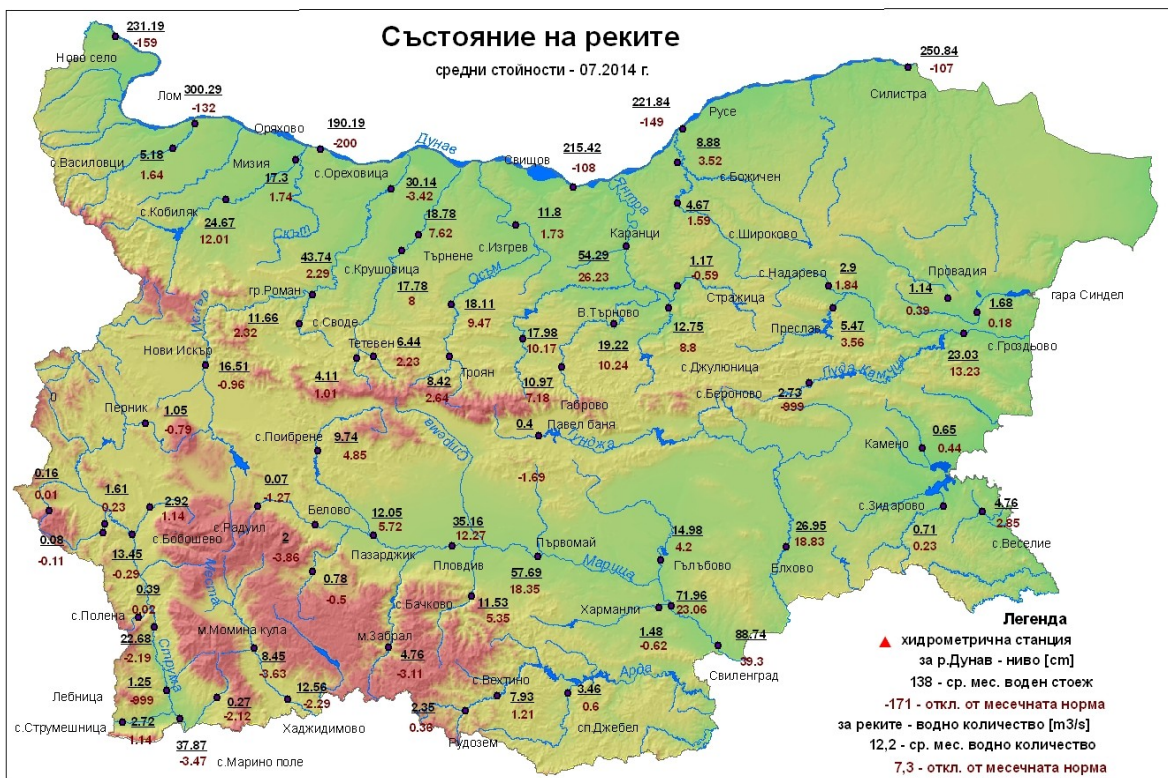 Състояние на реките
средни стойности - 07.2014 г.
231.19
-159
Ново село
Лом
300.29
-132
Оряхово
190.19
-200
Дунав
Свищов
215.42
-108
221.84
-149
Русе
250.84
-107
Силистра
с.Василовци
5.18
1.64
Мизия
17.3
1.74
с.Ореховица
30.14
-3.42
8.88
3.52
с.Божичен
Янтра
с.Кобиляк
24.67
12.01
Скът
18.78
7.62
Търнене
11.8
1.73
с.Изгрев
4.67
1.59
с.Широково
43.74
2.29
с.Крушовица
17.78
8
Осъм
Каранци
54.29
26.23
1.17
-0.59
Стражица
с.Надарево
2.9
1.84
Провадия
1.14
0.39
1.68
0.18
гара Синдел
гр.Роман
Искър
11.66
2.32
с.Своде
18.11
9.47
17.98
10.17
В.Търново
19.22
10.24
12.75
8.8
с.Джулюница
Преслав
5.47
3.56
с.Гроздьово
23.03
13.23
Нови Искър
16.51
-0.96
Тетевен
6.44
2.23
4.11
1.01
Троян
8.42
2.64
10.97
7.18
Габрово
с.Бероново
2.73
-999
Луда Камчия
Перник
1.05
-0.79
с.Поибрене
9.74
4.85
Стрема
0.4
Павел баня
Тунджа
-1.69
Камено
0.65
0.44
0.16
0.01
1.61
0.23
2.92
1.14
0.07
-1.27
с.Радуил
Белово
12.05
5.72
Пазарджик
35.16
12.27
Пловдив
Първомай
57.69
18.35
Марица
14.98
4.2
Гълъбово
26.95
18.83
Елхово
с.Зидарово
0.71
0.23
4.76
2.85
с.Веселие
0.08
-0.11
с.Бобошево
13.45
-0.29
2
-3.86
0.78
-0.5
Места
0.39
0.02
с.Полена
с.Бачково
11.53
5.35
Харманли
71.96
23.06
1.48
-0.62
88.74
39.3
Свиленград
22.68
-2.19
Струма
м.Момина кула
8.45
-3.63
м.Забрал
4.76
-3.11
Арда
Лебница
1.25
-999
0.27
-2.12
12.56
-2.29
Хаджидимово
с.Вехтино
7.93
1.21
3.46
0.6
сп.Джебел
2.35
0.36
Рудозем
с.Струмешница
2.72
1.14
37.87
-3.47
с.Марино поле
Легенда
хидрометрична станция
за р.Дунав - ниво [cm]
138 - ср. мес. воден стоеж
-171 - откл. от месечната норма
за реките - водно количество [m3/s]
12,2 - ср. мес. водно количество
7,3 - откл. от месечната норма